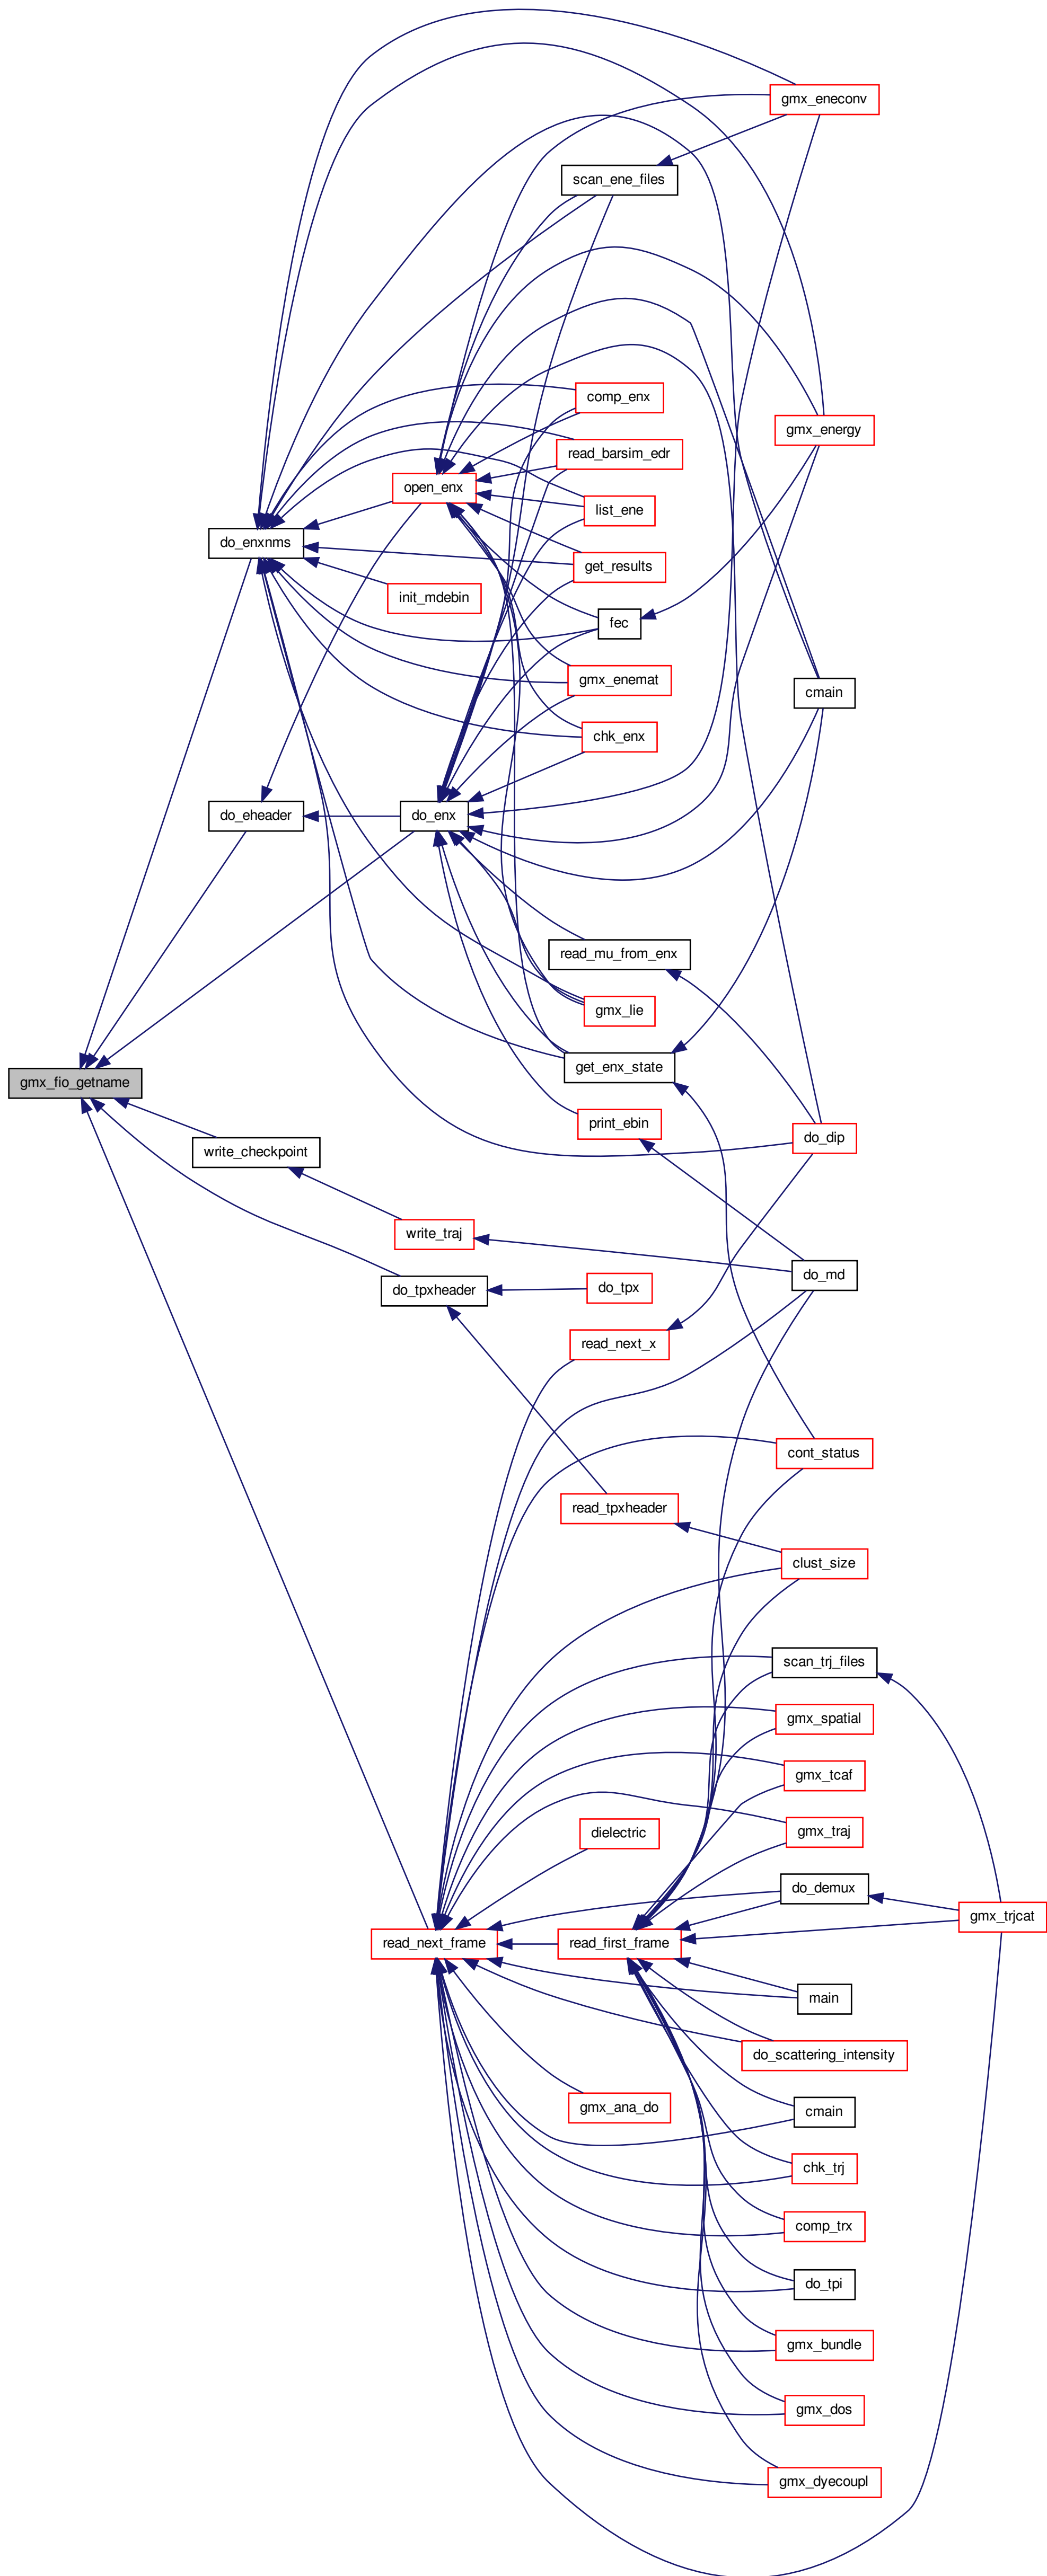 gmx_eneconv
scan_ene_files
comp_enx
gmx_energy
read_barsim_edr
open_enx
list_ene
do_enxnms
get_results
init_mdebin
fec
gmx_enemat
cmain
chk_enx
do_eheader
do_enx
read_mu_from_enx
gmx_lie
get_enx_state
gmx_fio_getname
print_ebin
do_dip
write_checkpoint
write_traj
do_md
do_tpxheader
do_tpx
read_next_x
cont_status
read_tpxheader
clust_size
scan_trj_files
gmx_spatial
gmx_tcaf
dielectric
gmx_traj
do_demux
gmx_trjcat
read_next_frame
read_first_frame
main
do_scattering_intensity
gmx_ana_do
cmain
chk_trj
comp_trx
do_tpi
gmx_bundle
gmx_dos
gmx_dyecoupl